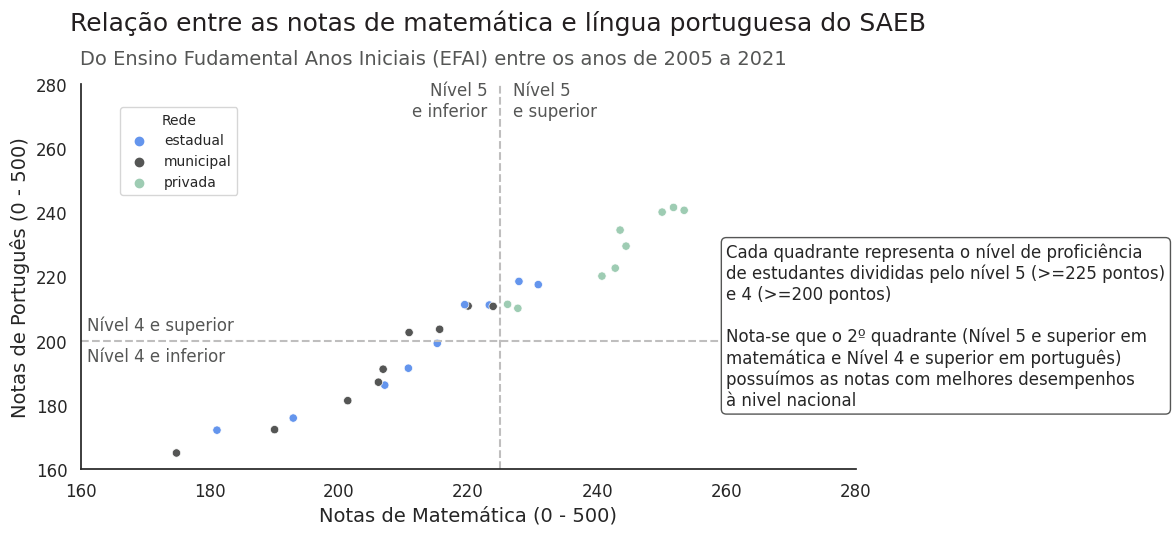 Relação entre as notas de matemática e língua portuguesa do SAEB
Do Ensino Fudamental Anos Iniciais (EFAI) entre os anos de 2005 a 2021
Notas de Português (0 - 500)
280
260
240
220
200
180
160
Rede
estadual
municipal
privada
Nível 5
e inferior
Nível 5
e superior
Nível 4 e superior
Nível 4 e inferior
Cada quadrante representa o nível de proficiência
de estudantes divididas pelo nível 5 (>=225 pontos)
e 4 (>=200 pontos)
Nota-se que o 2º quadrante (Nível 5 e superior em
matemática e Nível 4 e superior em português)
possuímos as notas com melhores desempenhos
à nivel nacional
160 180 200 220 240 260 280
Notas de Matemática (0 - 500)